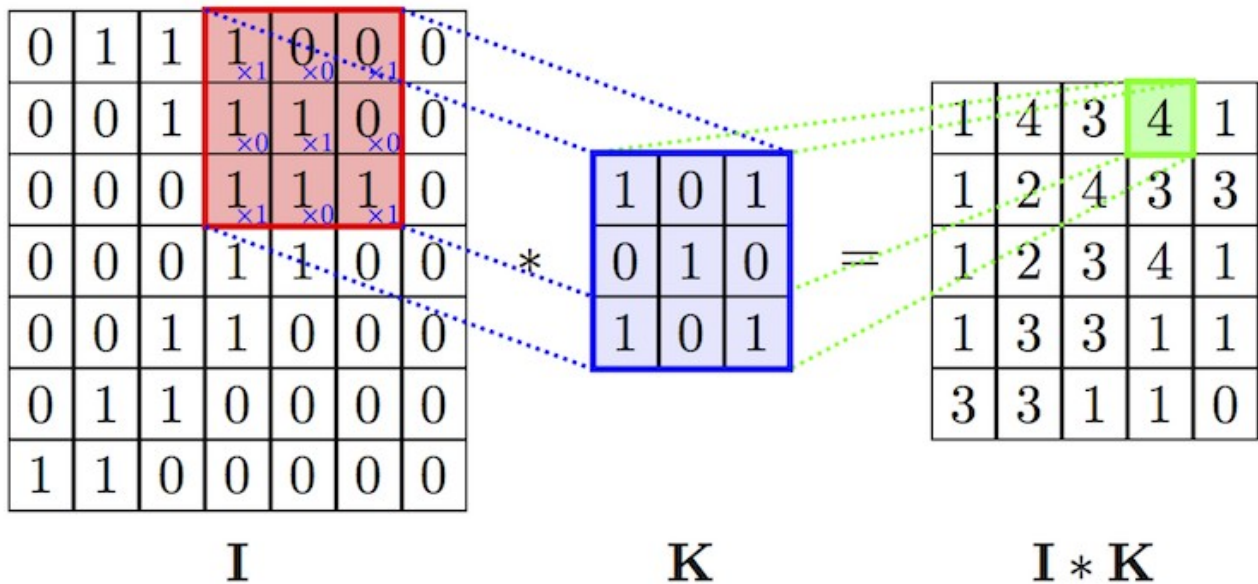 0 1 1 1×1 0×0 0×1 0
0 0 1 1×0 1×1 0×0 0
0 0 0 1×1 1×0 1×1 0
0 0 0 1 1 0 0
0 0 1 1 0 0 0
0 1 1 0 0 0 0
1 1 0 0 0 0 0
I
*
1 0 1
0 1 0
1 0 1
K
=
1 4 3 4 1
1 2 4 3 3
1 2 3 4 1
1 3 3 1 1
3 3 1 1 0
I * K